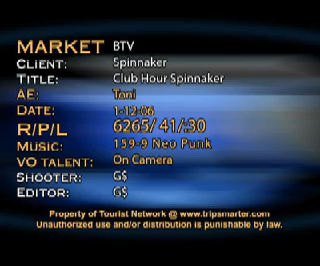 MARKET BTV
CLIENT: Spinnaker
TITLE: Club Hour Spinnaker
AE: Toni
DATE: 1-12-06
R/P/L 6265/ 41/:30
MUSIC: 159-9 Neo Punk
VO TALENT: On Camera
SHOOTER: G$
EDITOR: G$
Property of Tourist Network @ www.tripsmarter.com
Unauthorized use and/or distribution is punishable by law.